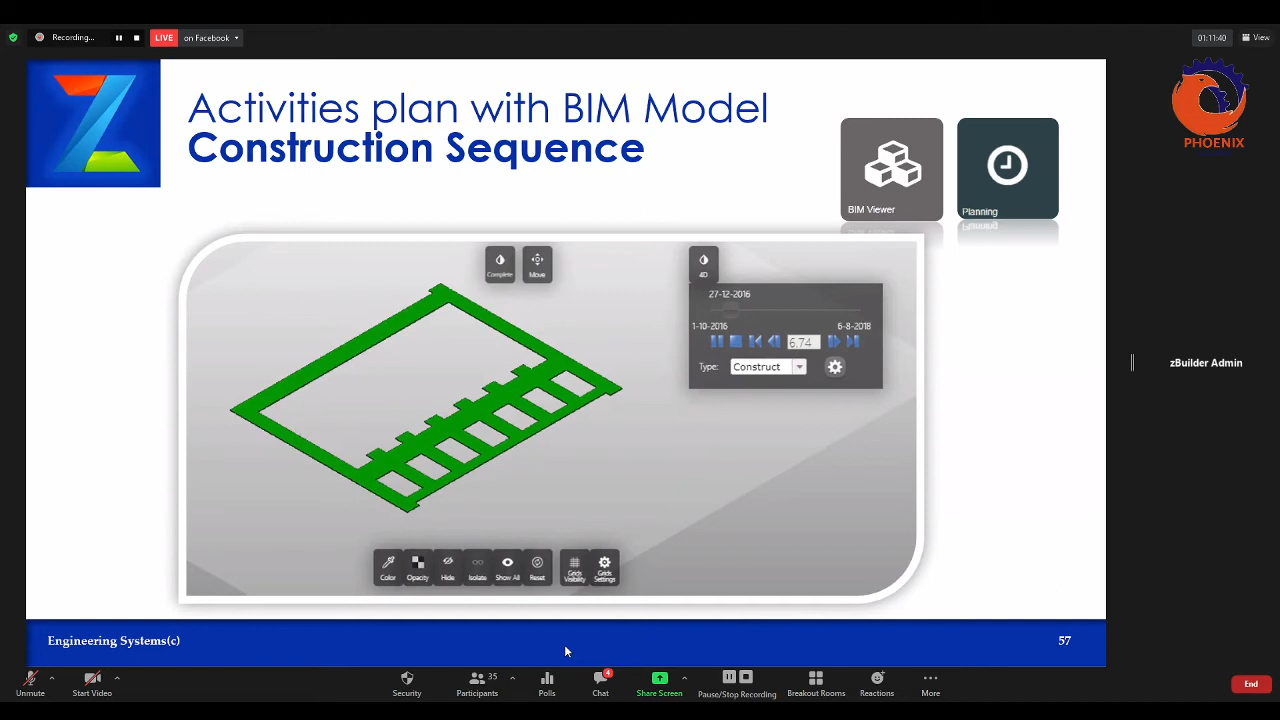 Recording...
LIVE on Facebook
01:11:40
View
Activities plan with BIM Model
Construction Sequence
BIM Viewer
Planning
PHOENIX
Complete
Move
4D
27-12-2016
1-10-2016
6-8-2018
6.74
Type: Construct
zBuilder Admin
Color
Opacity
Hide
Isolate
Show All
Reset
Grids Visibility
Grids Settings
Engineering Systems(c)
57
Unmute
Start Video
Security
35
Participants
Polls
4
Chat
Share Screen
Pause/Stop Recording
Breakout Rooms
Reactions
More
End